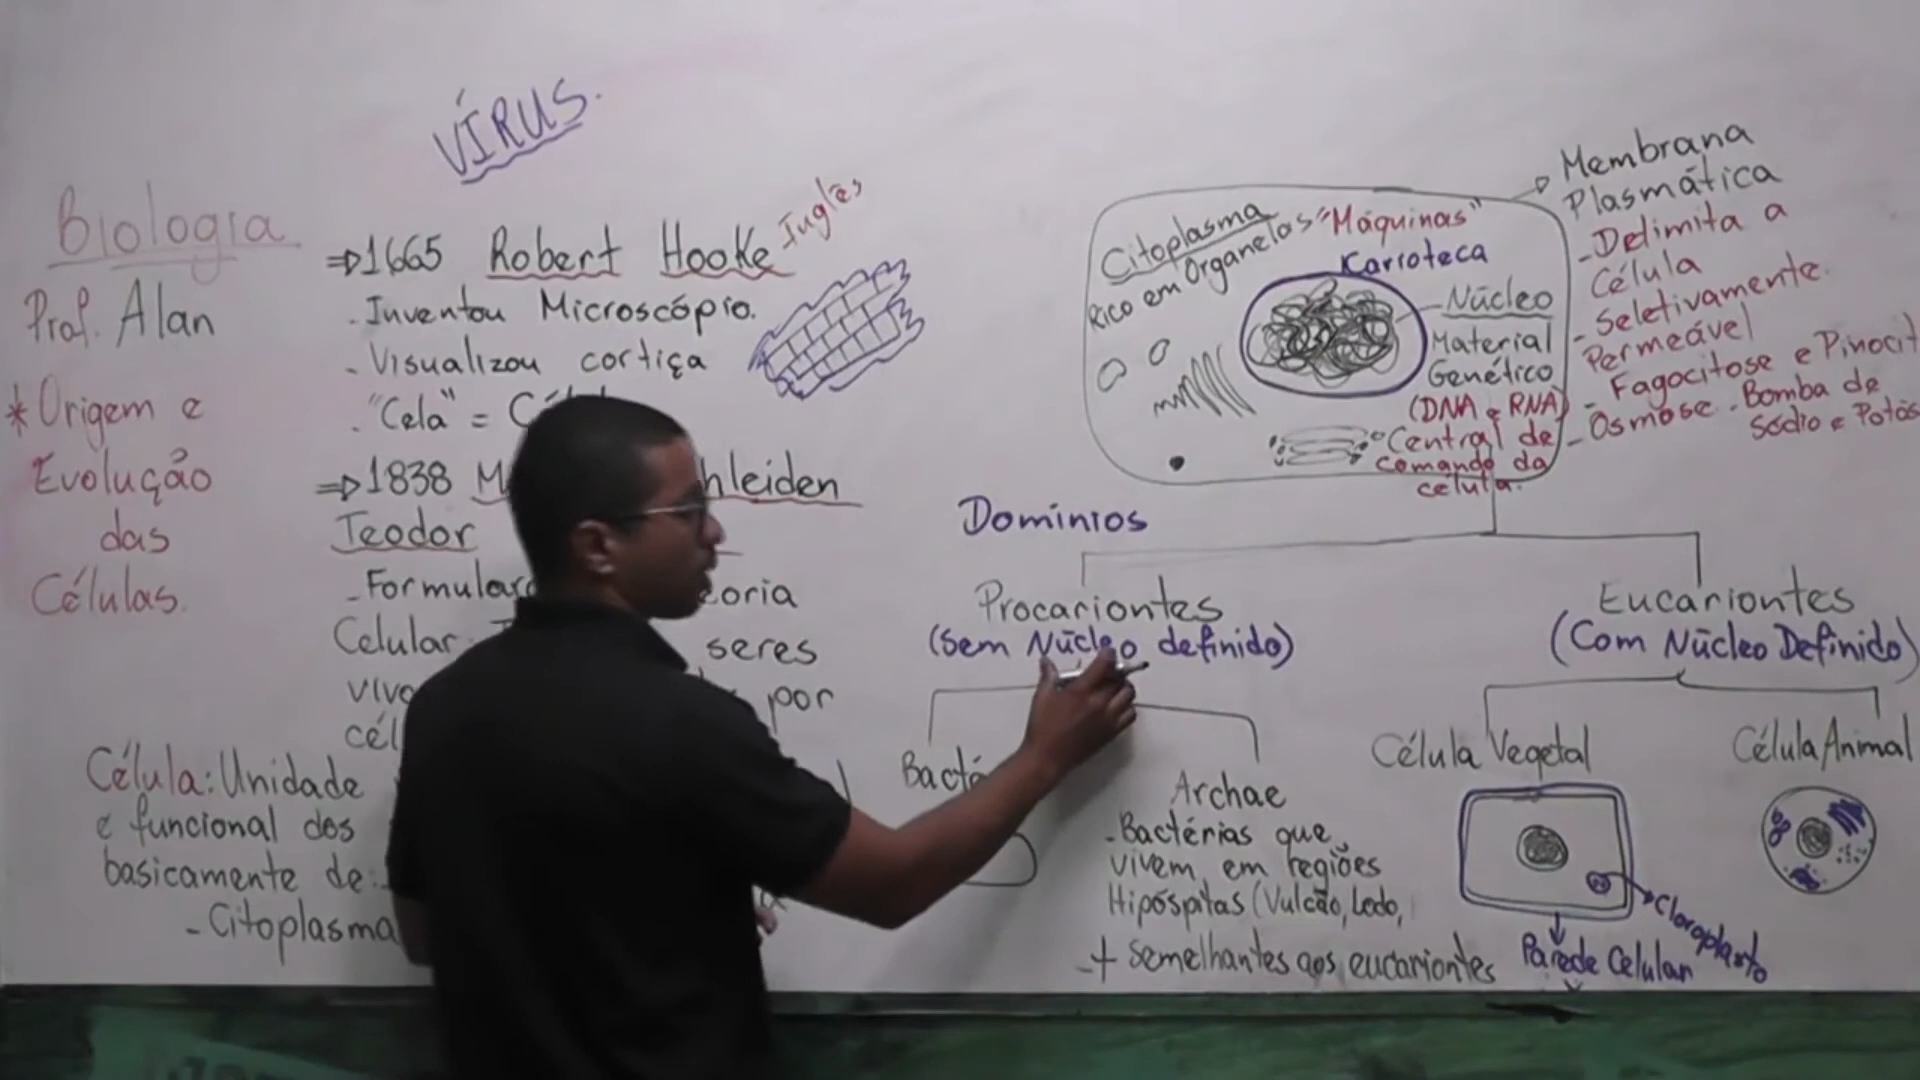 VÍRUS.
Biologia
Prof. Alan
*Origem e
Evolução
das
Células.
⇒1665 Robert Hooke Inglês
. Inventou Microscópio.
- Visualizou cortiça
. "Cela" =
⇒1838 hleiden
Teodor
- oria
Celular seres
por
Célula: Unidade
e funcional dos
basicamente de:
- Citoplasma
Citoplasma
Rico em Organelas "Máquinas"
Carioteca
Núcleo
Material
Genético
(DNA e RNA)
Central de
comando da
célula.
Membrana
Plasmática
- Delimita a
Célula
- Seletivamente
Permeável
- Fagocitose e Pinocit
- Osmose - Bomba de
Sódio e Potás
Domínios
Procariontes
(Sem Núcleo definido)
Bacté
Archae
- Bactérias que
vivem em regiões
Hipóspitas (Vulcão, Lodo,
- + semelhantes aos eucariontes
Eucariontes
(Com Núcleo Definido)
Célula Vegetal
Cloroplasto
Parede Celular
Célula Animal